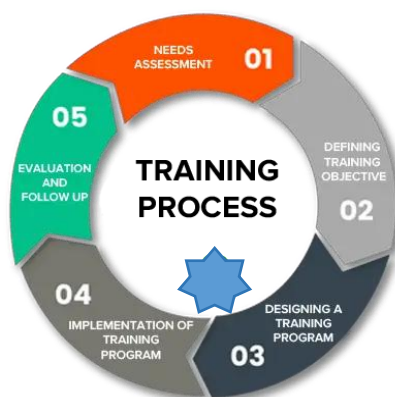 NEEDS
ASSESSMENT
01
DEFINING
TRAINING
OBJECTIVE
02
DESIGNING A
TRAINING
PROGRAM
03
IMPLEMENTATION OF
TRAINING
PROGRAM
04
EVALUATION
AND
FOLLOW UP
05
TRAINING
PROCESS